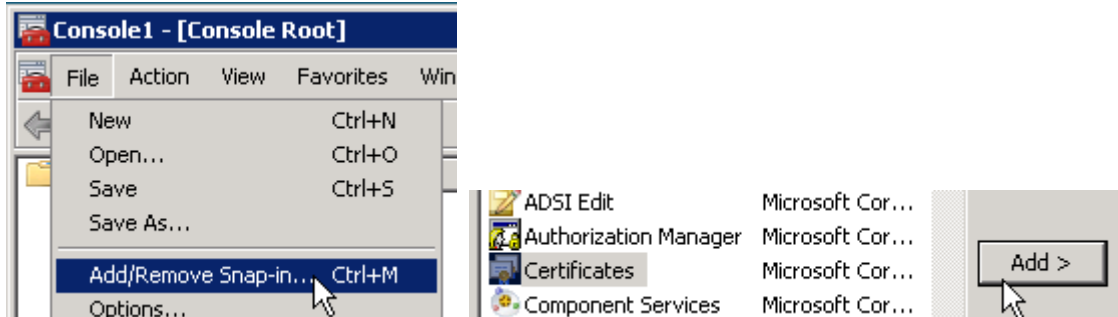 Console1 - [Console Root]
File Action View Favorites Win
New Ctrl+N
Open... Ctrl+O
Save Ctrl+S
Save As...
Add/Remove Snap-in... Ctrl+M
Options...
ADSI Edit Microsoft Cor...
Authorization Manager Microsoft Cor...
Certificates Microsoft Cor...
Component Services Microsoft Cor...
Add >